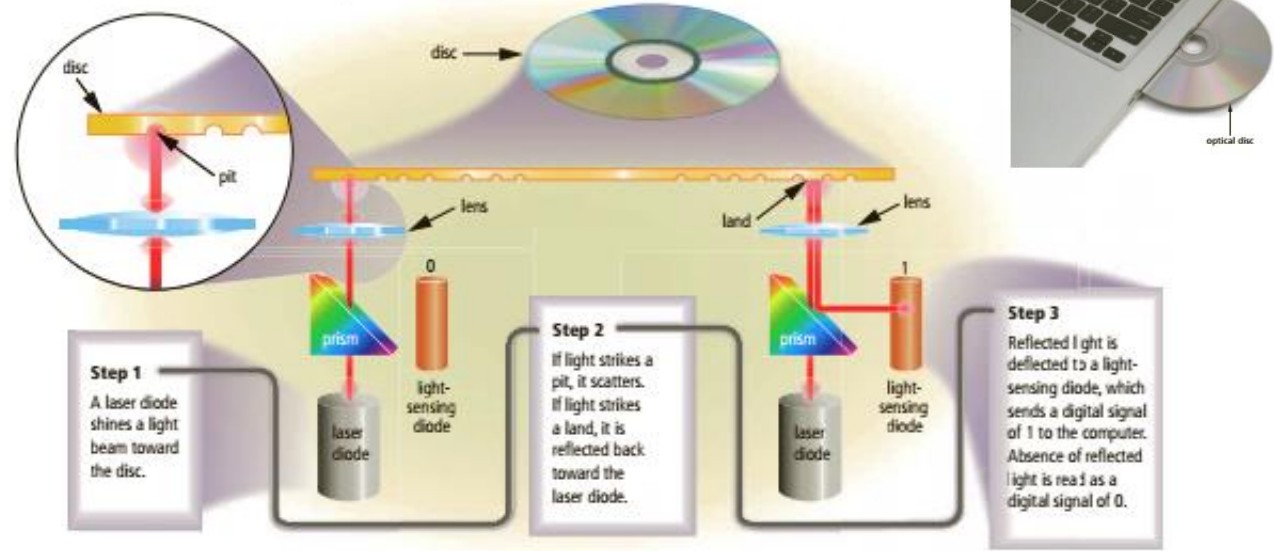 disc
pit
disc
optical disc
lens
land
lens
0
1
prism
prism
light-
sensing
diode
light-
sensing
diode
laser
diode
laser
diode
Step 1
A laser diode
shines a light
beam toward
the disc.
Step 2
If light strikes a
pit, it scatters.
If light strikes
a land, it is
reflected back
toward the
laser diode.
Step 3
Reflected l ght is
deflected to a light-
sensing diode, which
sends a digital signal
of 1 to the computer.
Absence of reflected
light is read as a
digital signal of 0.